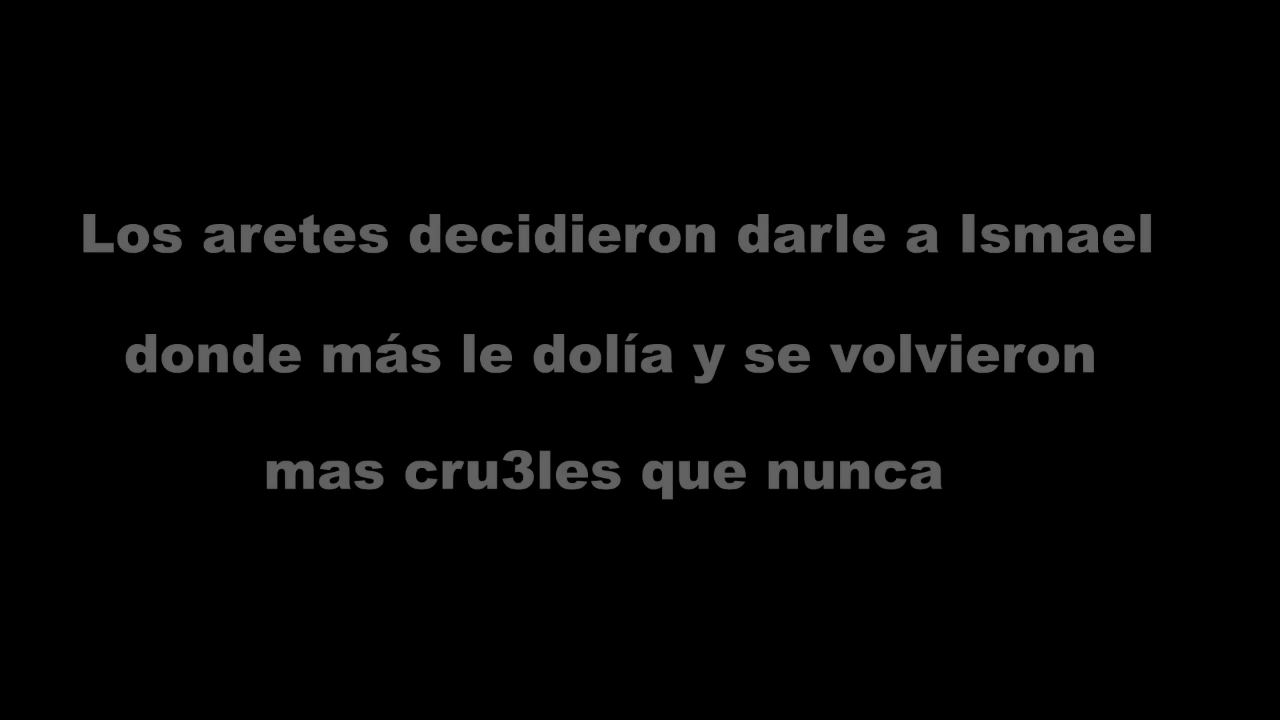 Los aretes decidieron darle a Ismael
donde más le dolía y se volvieron
mas cru3les que nunca